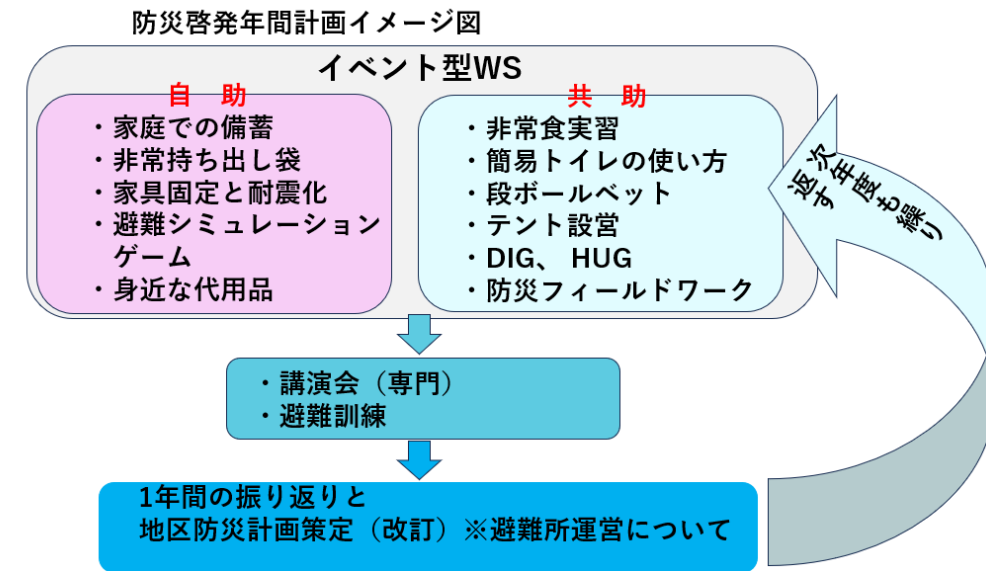 防災啓発年間計画イメージ図
イベント型WS
自　助
・家庭での備蓄
・非常持ち出し袋
・家具固定と耐震化
・避難シミュレーション
ゲーム
・身近な代用品
共　助
・非常食実習
・簡易トイレの使い方
・段ボールベット
・テント設営
・DIG、 HUG
・防災フィールドワーク
次年度も繰り
返す
・講演会（専門）
・避難訓練
1年間の振り返りと
地区防災計画策定（改訂）※避難所運営について